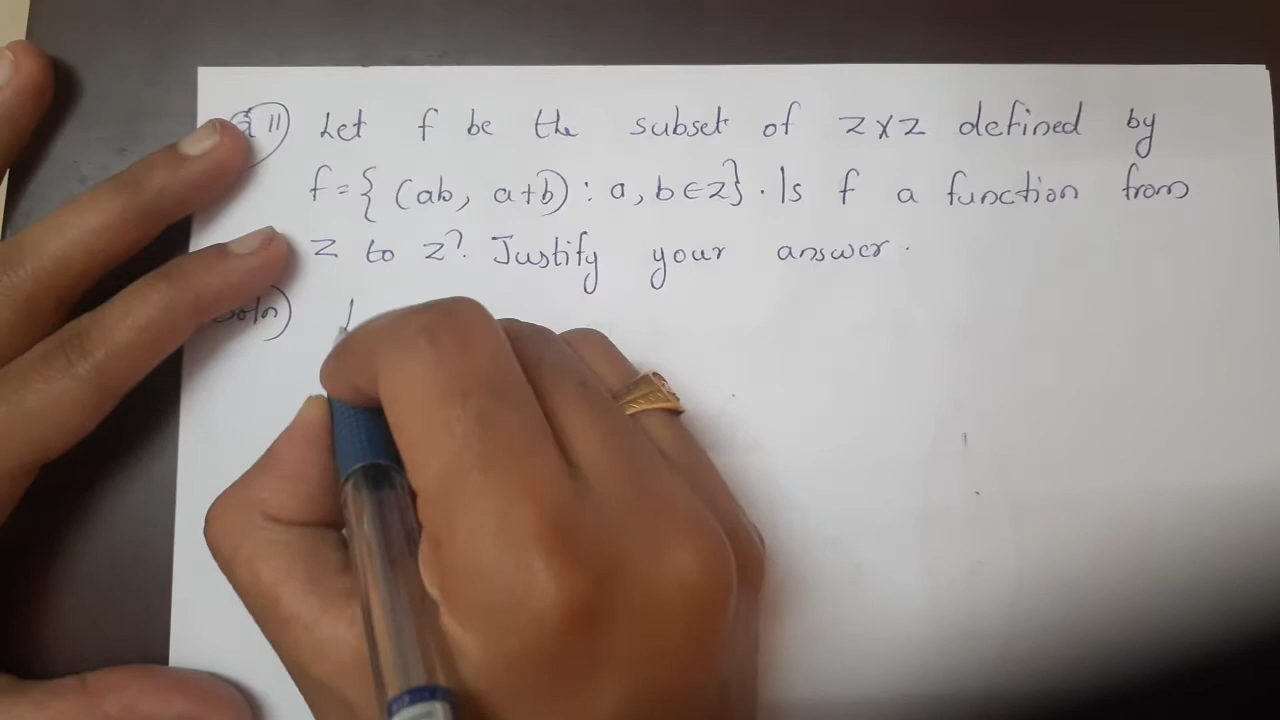 11) Let f be the subset of Z×Z defined by
f={(ab, a+b) : a, b∈Z}. Is f a function from
Z to Z? Justify your answer.
Soln)